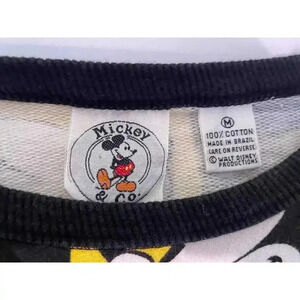 Mickey
& Co.
M
100% COTTON
MADE IN BRAZIL
CARE ON REVERSE
© WALT DISNEY
PRODUCTIONS